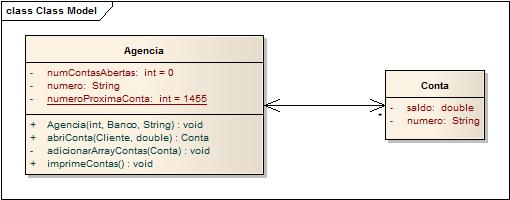 class Class Model
Agencia
- numContasAbertas: int = 0
- numero: String
- numeroProximaConta: int = 1455
+ Agencia(int, Banco, String) : void
+ abriConta(Cliente, double) : Conta
- adicionarArrayContas(Conta) : void
+ imprimeContas() : void
*
Conta
- saldo: double
- numero: String